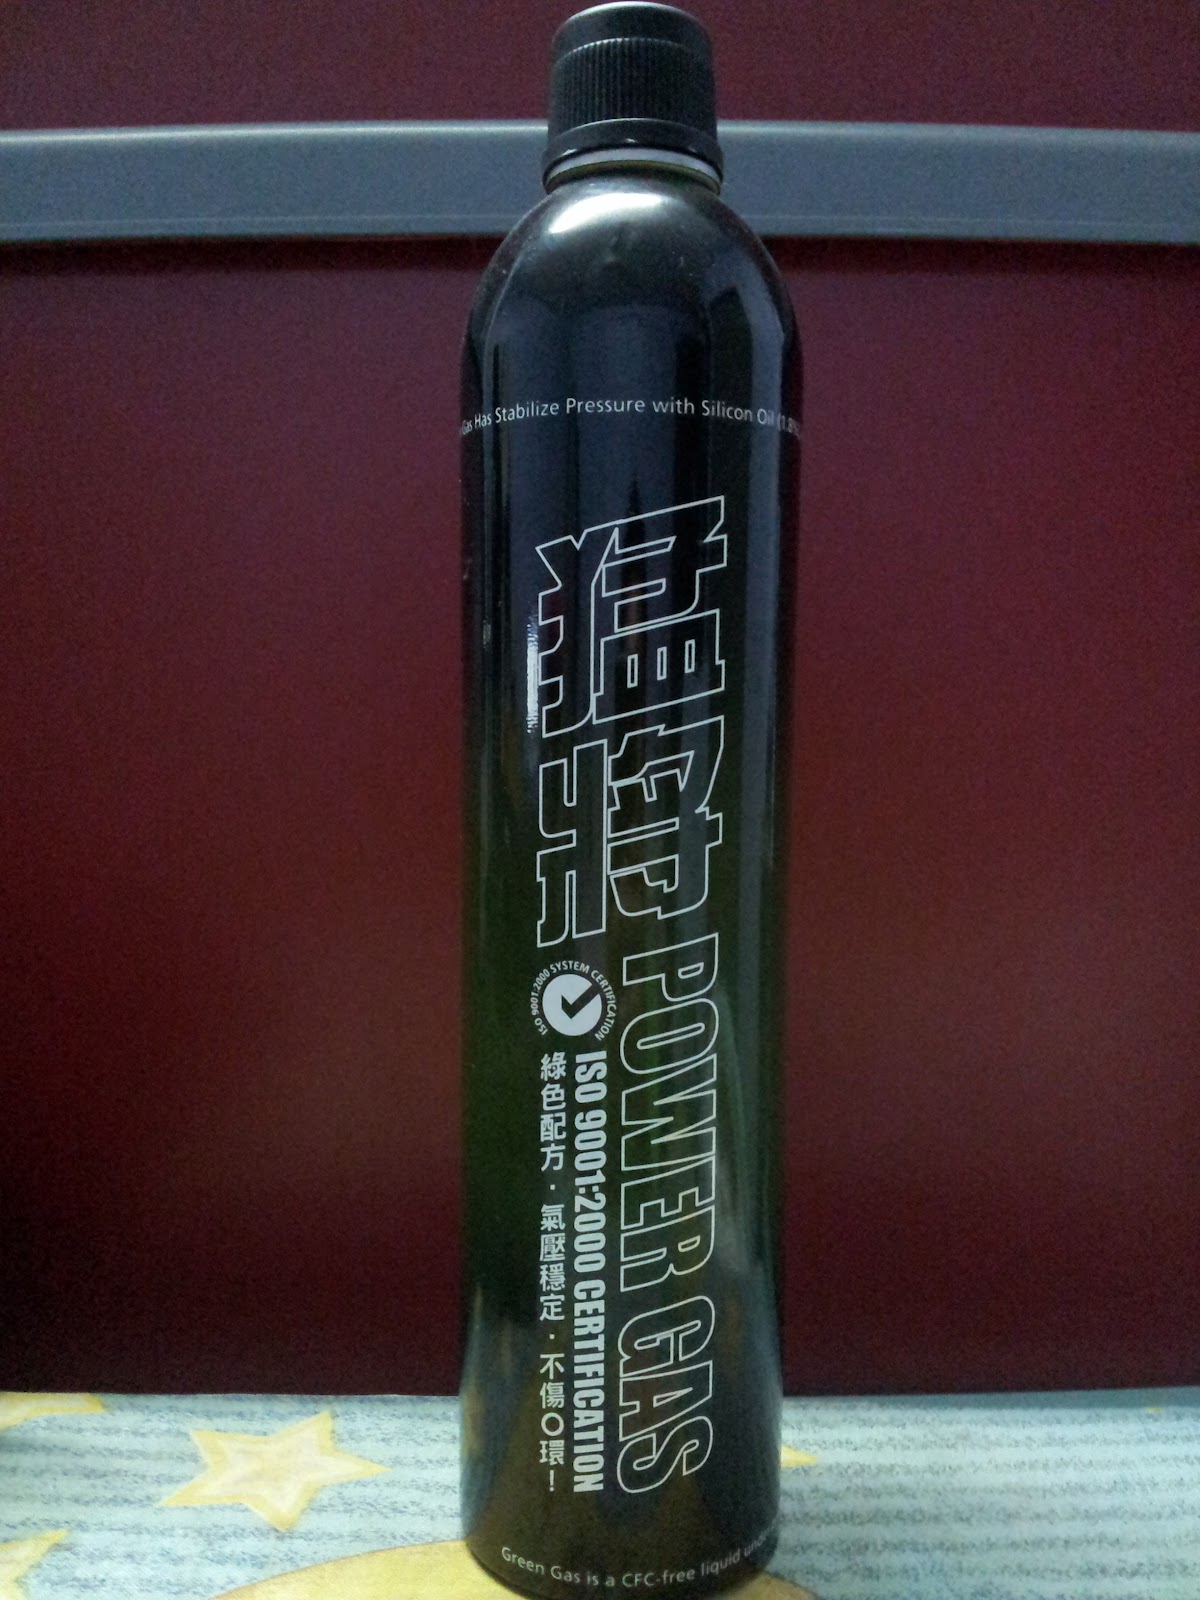 Gas Has Stabilize Pressure with Silicon Oil
猛將
POWER GAS
ISO 9001:2000 SYSTEM CERTIFICATION
ISO 9001:2000 CERTIFICATION
綠色配方．氣壓穩定．不傷O環！
Green Gas is a CFC-free liquid